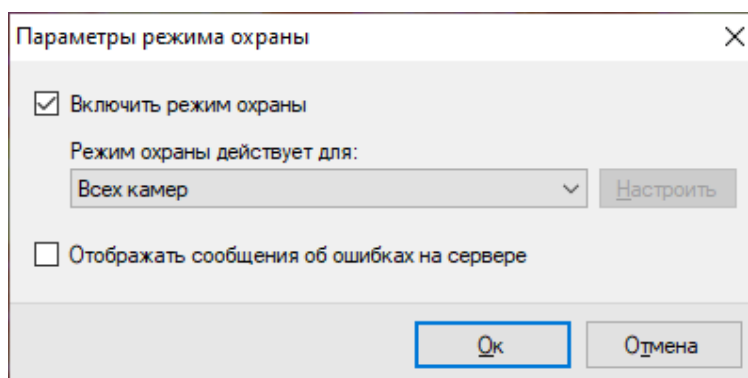 Параметры режима охраны
Включить режим охраны
Режим охраны действует для:
Всех камер
Настроить
Отображать сообщения об ошибках на сервере
Ок
Отмена